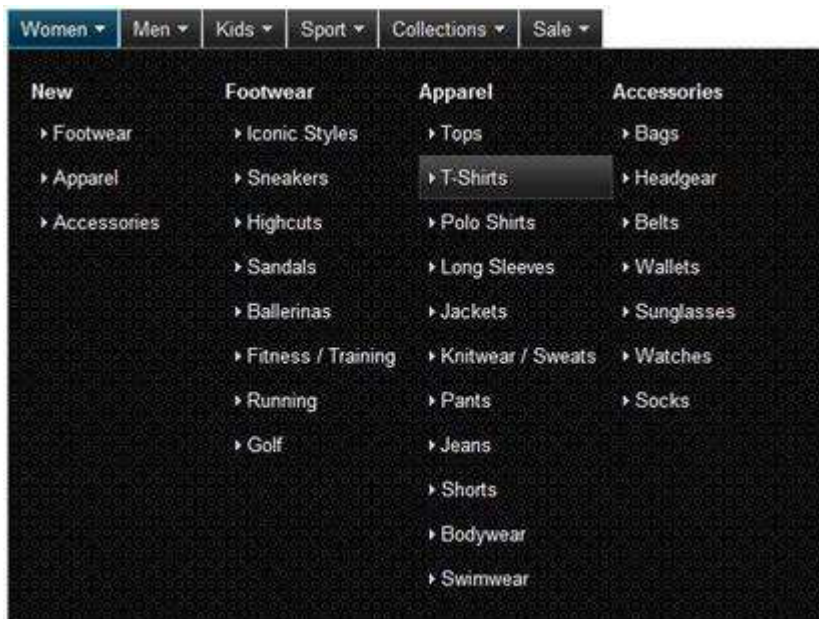 Women Men Kids Sport Collections Sale
New
Footwear
Apparel
Accessories
Footwear
Iconic Styles
Sneakers
Highcuts
Sandals
Ballerinas
Fitness / Training
Running
Golf
Apparel
Tops
T-Shirts
Polo Shirts
Long Sleeves
Jackets
Knitwear / Sweats
Pants
Jeans
Shorts
Bodywear
Swimwear
Accessories
Bags
Headgear
Belts
Wallets
Sunglasses
Watches
Socks